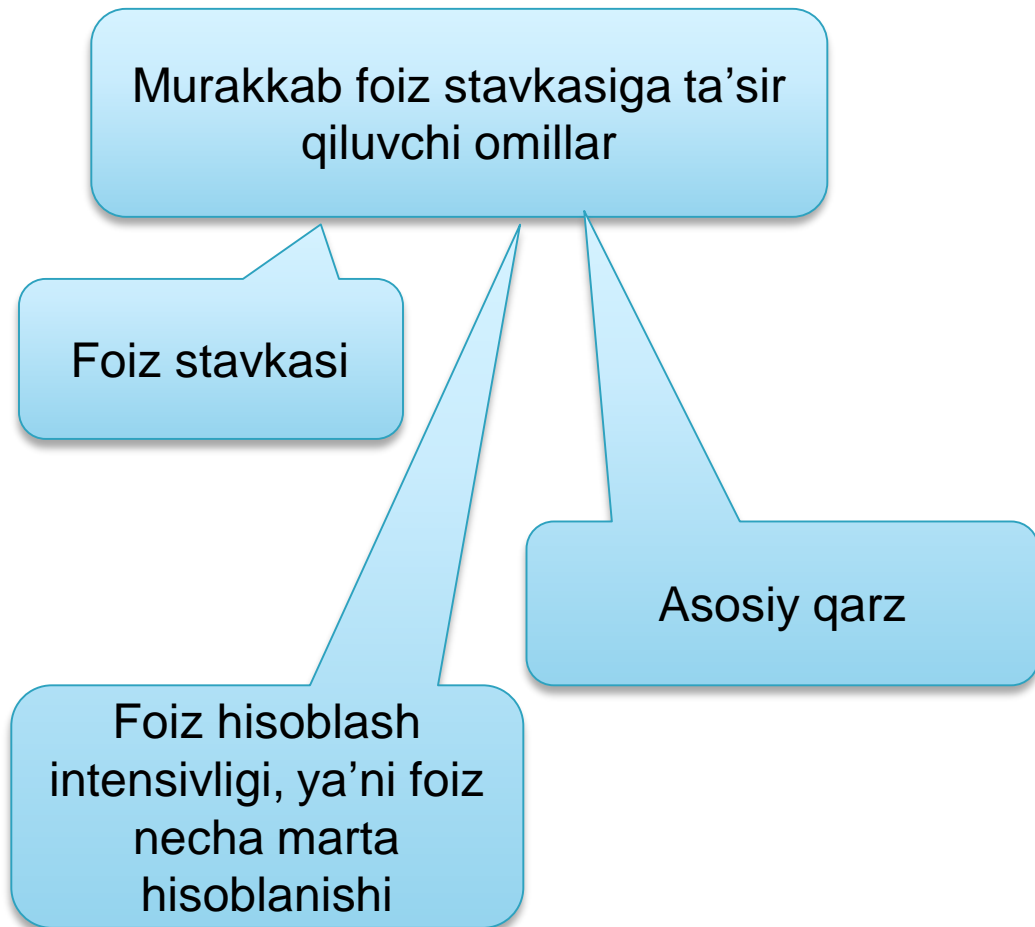 Murakkab foiz stavkasiga ta’sir
qiluvchi omillar
Foiz stavkasi
Asosiy qarz
Foiz hisoblash
intensivligi, ya’ni foiz
necha marta
hisoblanishi